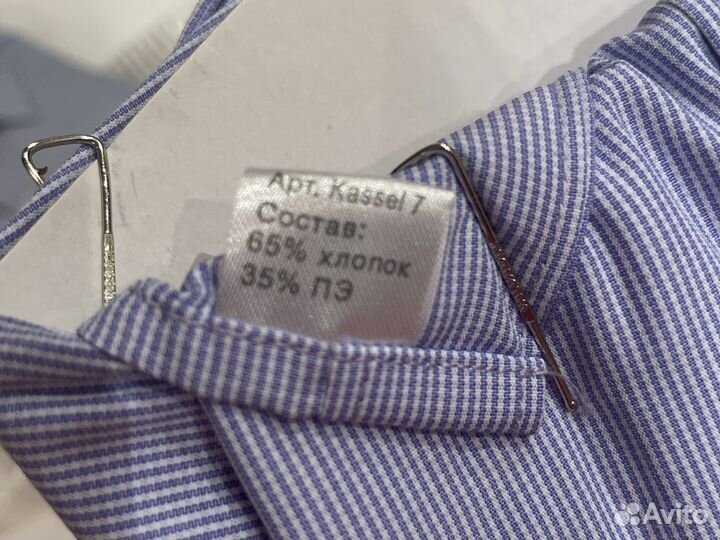 Арт. Kassel 7
Состав:
65% хлопок
35% ПЭ
Avito